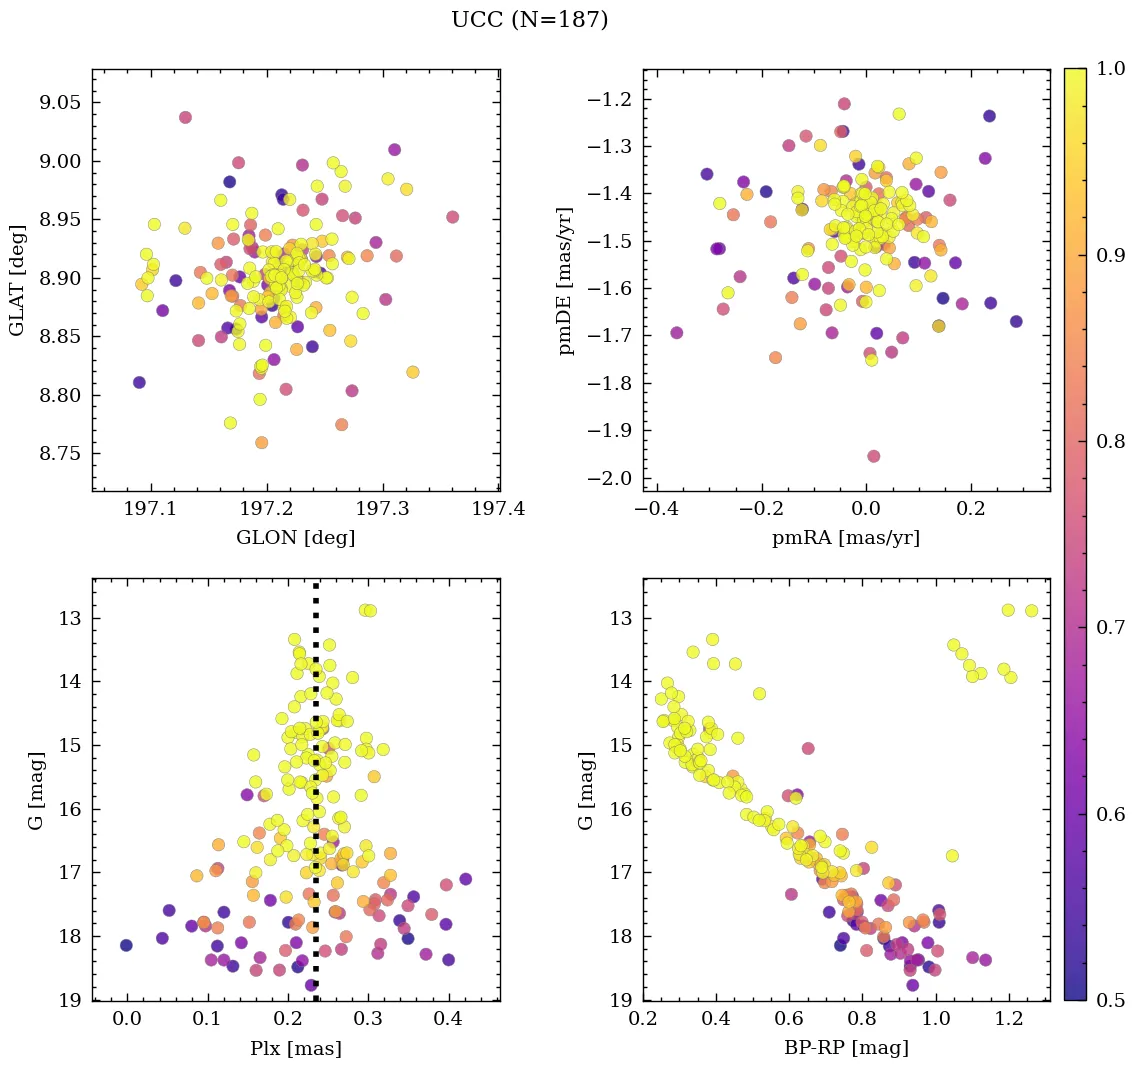 UCC (N=187)
9.05
9.00
8.95
8.90
8.85
8.80
8.75
GLAT [deg]
197.1 197.2 197.3 197.4
GLON [deg]
−1.2
−1.3
−1.4
−1.5
−1.6
−1.7
−1.8
−1.9
−2.0
pmDE [mas/yr]
−0.4 −0.2 0.0 0.2
pmRA [mas/yr]
13
14
15
16
17
18
19
G [mag]
0.0 0.1 0.2 0.3 0.4
Plx [mas]
13
14
15
16
17
18
19
G [mag]
0.2 0.4 0.6 0.8 1.0 1.2
BP-RP [mag]
1.0
0.9
0.8
0.7
0.6
0.5